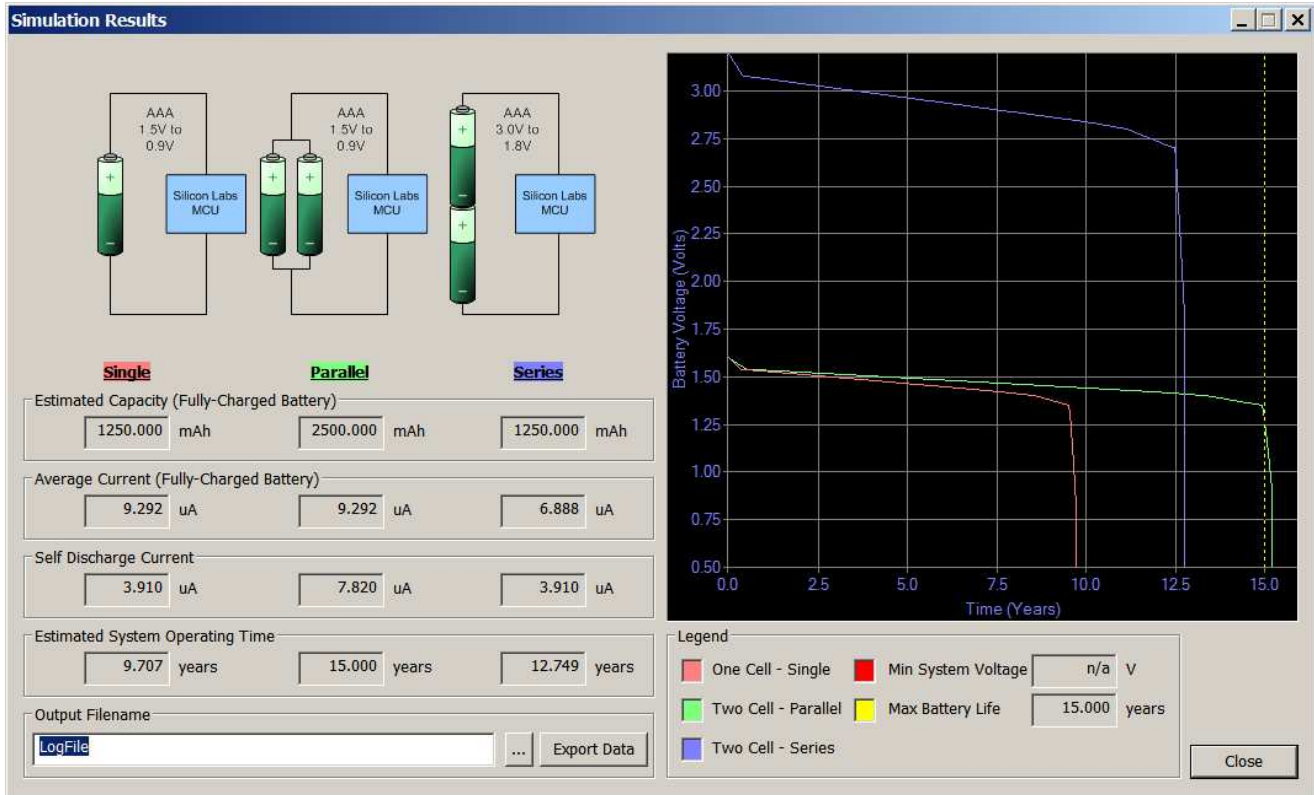 Simulation Results
AAA
1.5V to
0.9V
+
−
Silicon Labs
MCU
AAA
1.5V to
0.9V
+ +
− −
Silicon Labs
MCU
AAA
3.0V to
1.8V
+
−
+
−
Silicon Labs
MCU
Single Parallel Series
Estimated Capacity (Fully-Charged Battery)
1250.000 mAh 2500.000 mAh 1250.000 mAh
Average Current (Fully-Charged Battery)
9.292 uA 9.292 uA 6.888 uA
Self Discharge Current
3.910 uA 7.820 uA 3.910 uA
Estimated System Operating Time
9.707 years 15.000 years 12.749 years
Output Filename
LogFile ... Export Data
Battery Voltage (Volts)
3.00
2.75
2.50
2.25
2.00
1.75
1.50
1.25
1.00
0.75
0.50
0.0 2.5 5.0 7.5 10.0 12.5 15.0
Time (Years)
Legend
One Cell - Single Min System Voltage n/a V
Two Cell - Parallel Max Battery Life 15.000 years
Two Cell - Series
Close